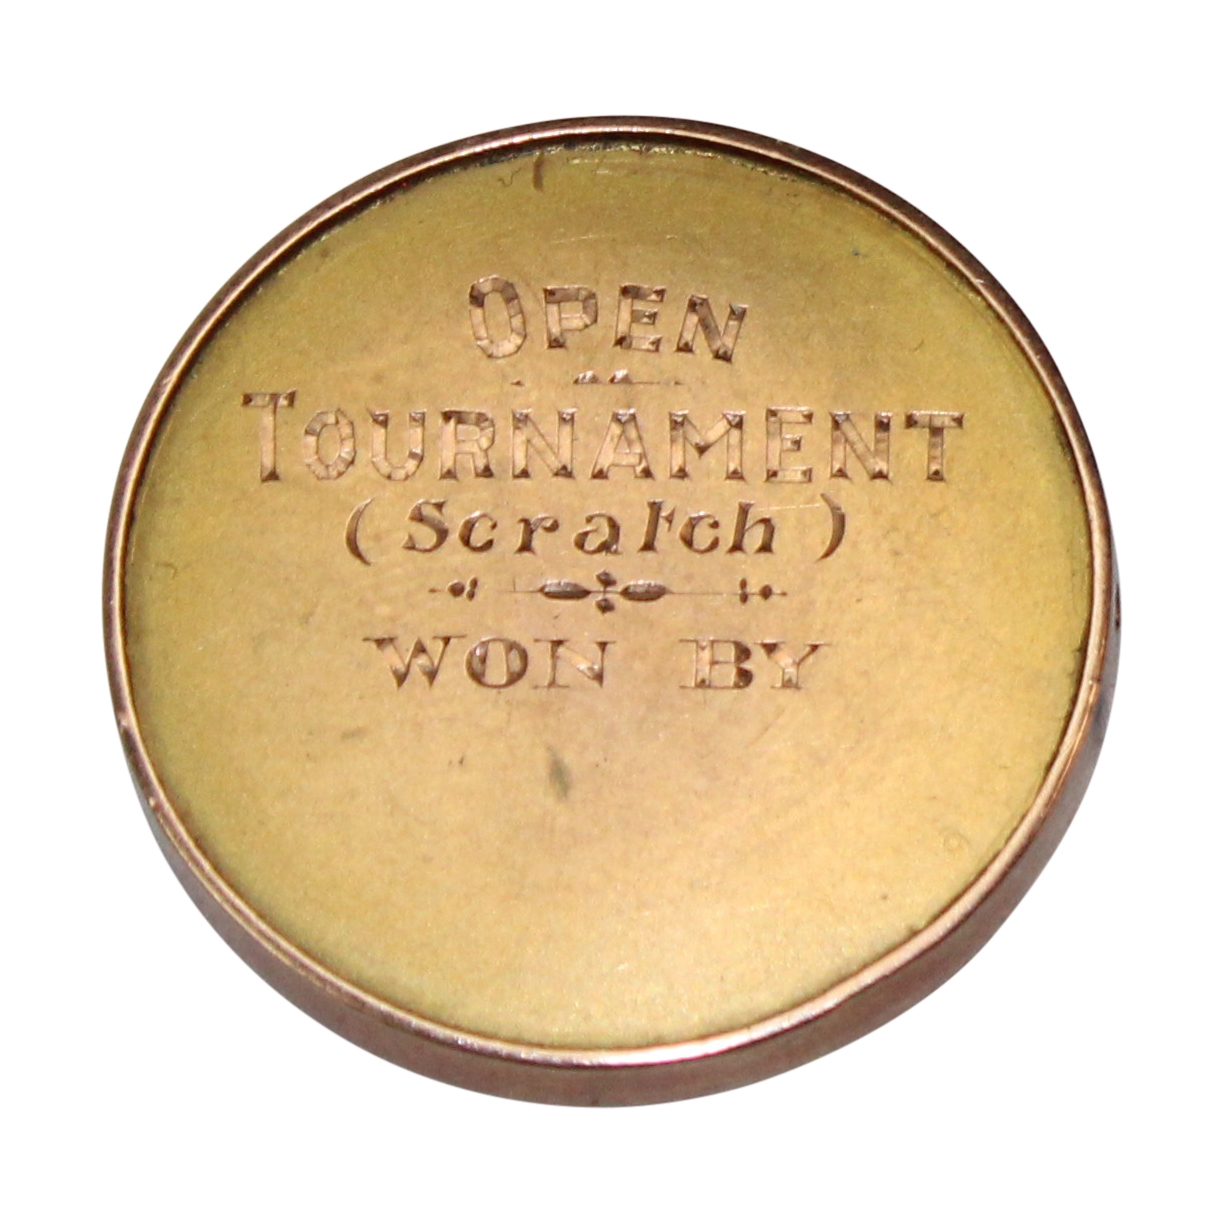 OPEN
TOURNAMENT
(Scratch)
WON BY